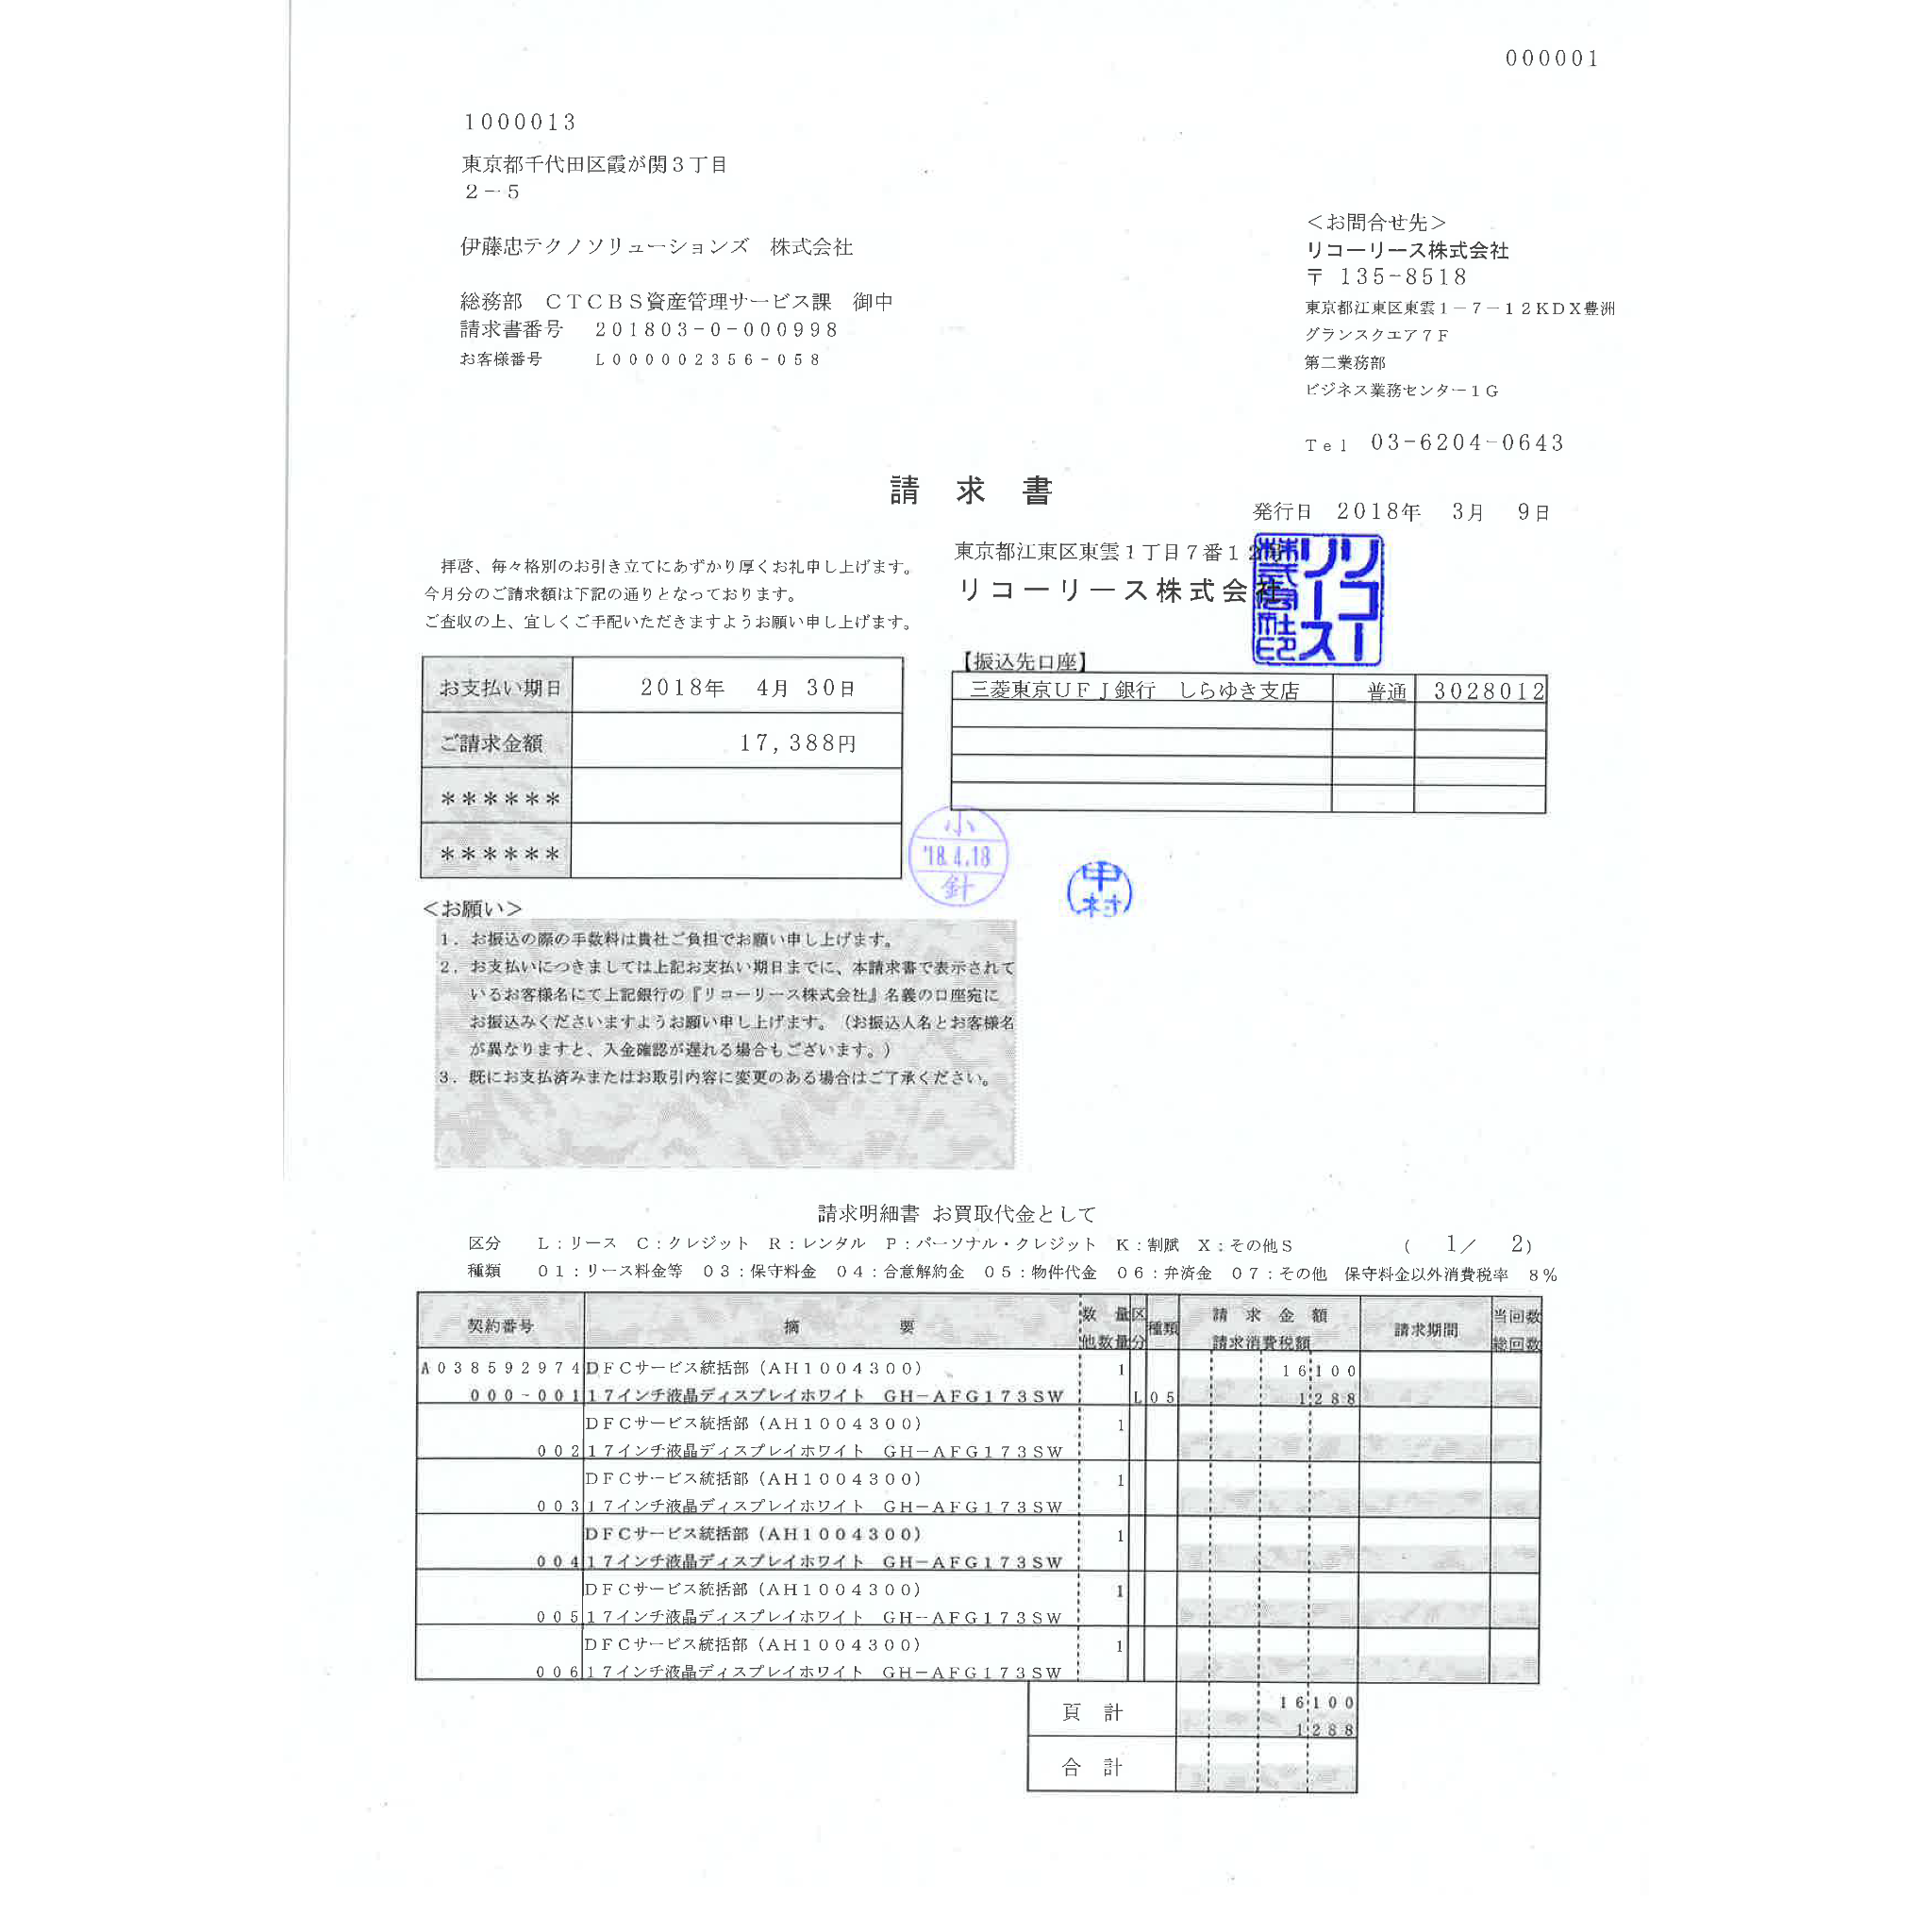 000001
1000013
東京都千代田区霞が関3丁目
2-5
伊藤忠テクノソリューションズ　株式会社
総務部　CTCBS資産管理サービス課　御中
請求書番号　201803-0-000998
お客様番号　L000002356-058
＜お問合せ先＞
リコーリース株式会社
〒 135-8518
東京都江東区東雲1-7-12KDX豊洲
グランスクエア7F
第二業務部
ビジネス業務センター1G
Tel 03-6204-0643
請　求　書
発行日　2018年　3月　9日
拝啓、毎々格別のお引き立てにあずかり厚くお礼申し上げます。
今月分のご請求額は下記の通りとなっております。
ご査収の上、宜しくご手配いただきますようお願い申し上げます。
東京都江東区東雲1丁目7番12
リコーリース株式会社
リコーリース株式会社印
お支払い期日　2018年　4月 30日
ご請求金額　17,388円
＊＊＊＊＊＊
＊＊＊＊＊＊
【振込先口座】
三菱東京UFJ銀行　しらゆき支店　普通　3028012
小
'18.4.18
針
中村
＜お願い＞
1．お振込の際の手数料は貴社ご負担でお願い申し上げます。
2．お支払いにつきましては上記お支払い期日までに、本請求書で表示されて
いるお客様名にて上記銀行の『リコーリース株式会社』名義の口座宛に
お振込みくださいますようお願い申し上げます。（お振込人名とお客様名
が異なりますと、入金確認が遅れる場合もございます。）
3．既にお支払済みまたはお取引内容に変更のある場合はご了承ください。
請求明細書 お買取代金として
区分　L：リース　C：クレジット　R：レンタル　P：パーソナル・クレジット　K：割賦　X：その他S　（　1／　2）
種類　01：リース料金等　03：保守料金　04：合意解約金　05：物件代金　06：弁済金　07：その他　保守料金以外消費税率　8％
契約番号　摘　要　数　量　区分　種類　請　求　金　額　請求期間　当回数
他数量　請求消費税額　総回数
A038592974 DFCサービス統括部（AH1004300）　1　16100
000-001 17インチ液晶ディスプレイホワイト　GH-AFG173SW　L 05　1288
DFCサービス統括部（AH1004300）　1
002 17インチ液晶ディスプレイホワイト　GH-AFG173SW
DFCサービス統括部（AH1004300）　1
003 17インチ液晶ディスプレイホワイト　GH-AFG173SW
DFCサービス統括部（AH1004300）　1
004 17インチ液晶ディスプレイホワイト　GH-AFG173SW
DFCサービス統括部（AH1004300）　1
005 17インチ液晶ディスプレイホワイト　GH-AFG173SW
DFCサービス統括部（AH1004300）　1
006 17インチ液晶ディスプレイホワイト　GH-AFG173SW
頁　計　16100
1288
合　計